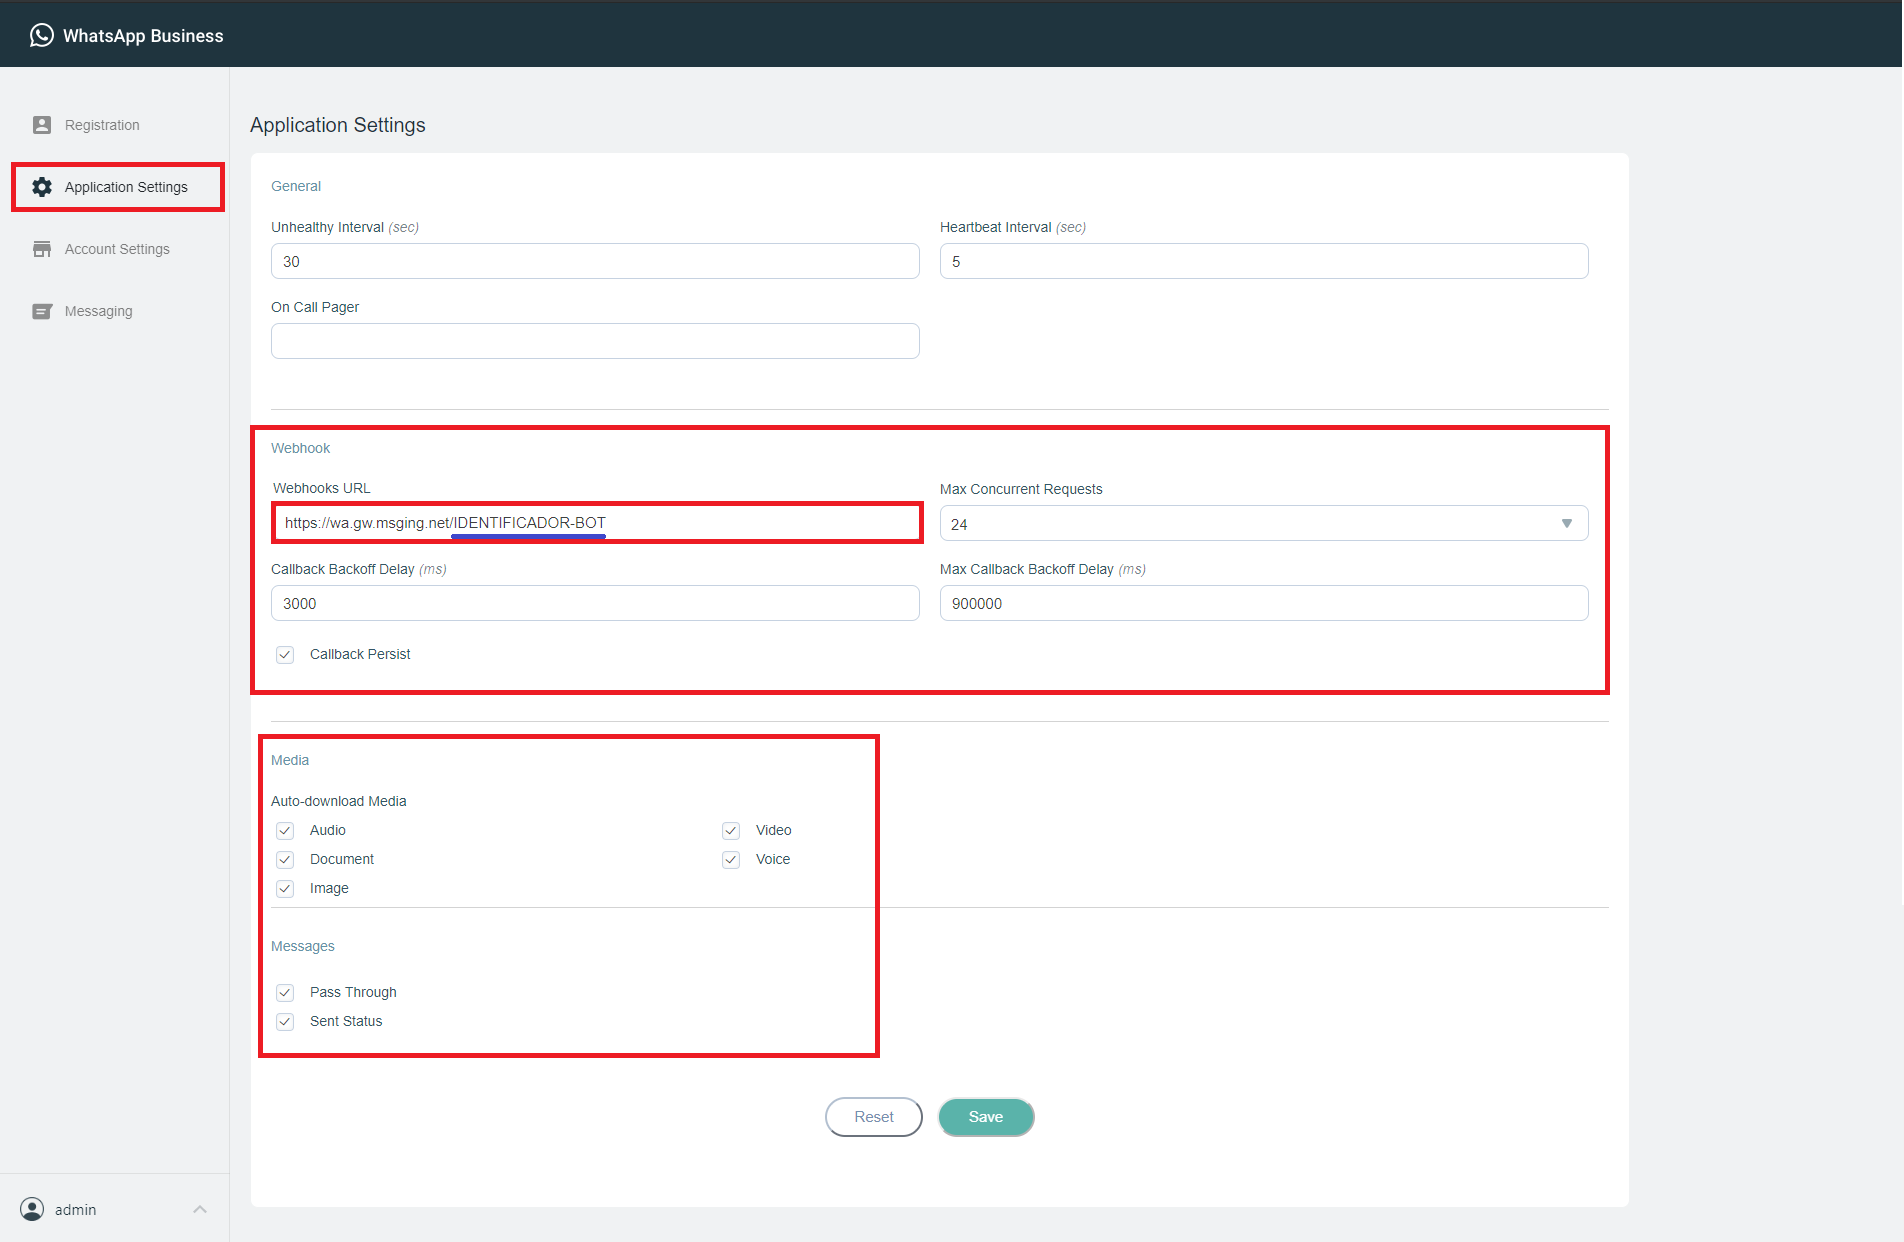 WhatsApp Business
Registration
Application Settings
Account Settings
Messaging
admin
Application Settings
General
Unhealthy Interval (sec)
Heartbeat Interval (sec)
30
5
On Call Pager
Webhook
Webhooks URL
Max Concurrent Requests
https://wa.gw.msging.net/IDENTIFICADOR-BOT
24
Callback Backoff Delay (ms)
Max Callback Backoff Delay (ms)
3000
900000
Callback Persist
Media
Auto-download Media
Audio
Video
Document
Voice
Image
Messages
Pass Through
Sent Status
Reset
Save